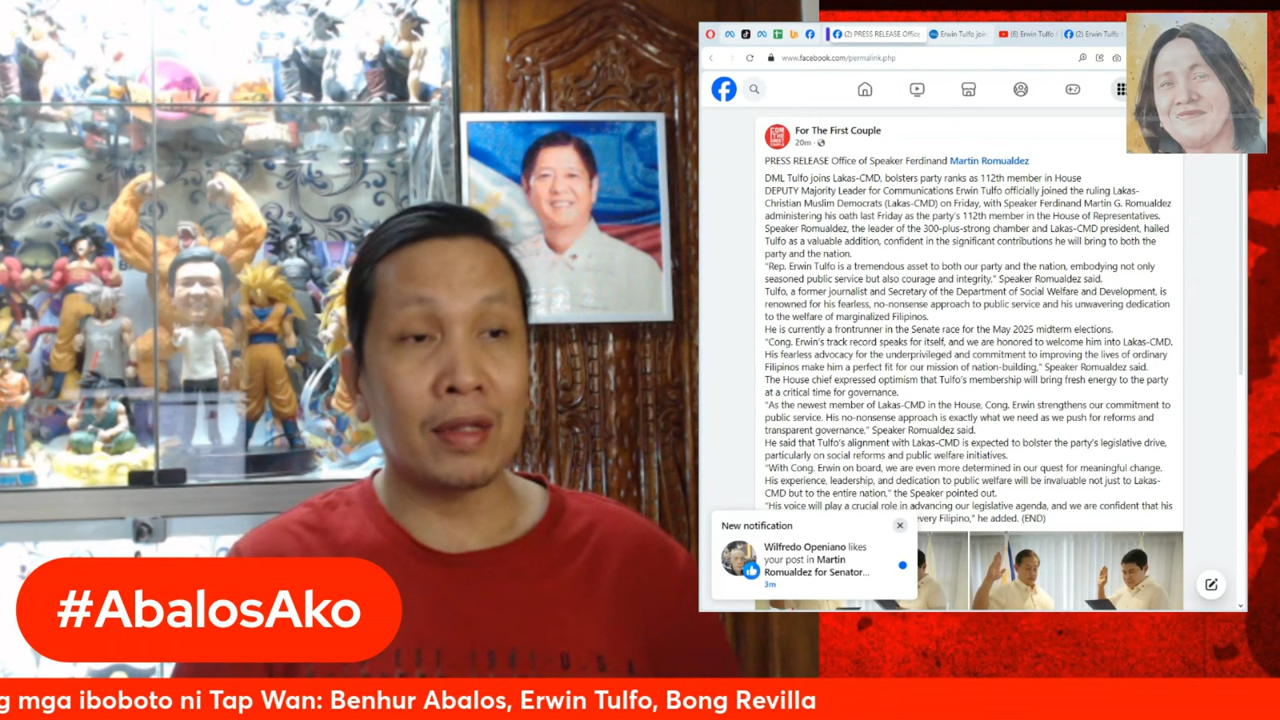 (2) PRESS RELEASE Office
Erwin Tulfo join
(6) Erwin Tulfo
(2) Erwin Tulf
www.facebook.com/permalink.php
For The First Couple
20m
PRESS RELEASE Office of Speaker Ferdinand Martin Romualdez
DML Tulfo joins Lakas-CMD, bolsters party ranks as 112th member in House
DEPUTY Majority Leader for Communications Erwin Tulfo officially joined the ruling Lakas-
Christian Muslim Democrats (Lakas-CMD) on Friday, with Speaker Ferdinand Martin G. Romualdez
administering his oath last Friday as the party's 112th member in the House of Representatives.
Speaker Romualdez, the leader of the 300-plus-strong chamber and Lakas-CMD president, hailed
Tulfo as a valuable addition, confident in the significant contributions he will bring to both the
party and the nation.
"Rep. Erwin Tulfo is a tremendous asset to both our party and the nation, embodying not only
seasoned public service but also courage and integrity," Speaker Romualdez said.
Tulfo, a former journalist and Secretary of the Department of Social Welfare and Development, is
renowned for his fearless, no-nonsense approach to public service and his unwavering dedication
to the welfare of marginalized Filipinos.
He is currently a frontrunner in the Senate race for the May 2025 midterm elections.
"Cong. Erwin's track record speaks for itself, and we are honored to welcome him into Lakas-CMD.
His fearless advocacy for the underprivileged and commitment to improving the lives of ordinary
Filipinos make him a perfect fit for our mission of nation-building," Speaker Romualdez said.
The House chief expressed optimism that Tulfo's membership will bring fresh energy to the party
at a critical time for governance.
"As the newest member of Lakas-CMD in the House, Cong. Erwin strengthens our commitment to
public service. His no-nonsense approach is exactly what we need as we push for reforms and
transparent governance," Speaker Romualdez said.
He said that Tulfo's alignment with Lakas-CMD is expected to bolster the party's legislative drive,
particularly on social reforms and public welfare initiatives.
"With Cong. Erwin on board, we are even more determined in our quest for meaningful change.
His experience, leadership, and dedication to public welfare will be invaluable not just to Lakas-
CMD but to the entire nation," the Speaker pointed out.
"His voice will play a crucial role in advancing our legislative agenda, and we are confident that his
every Filipino," he added. (END)
New notification
Wilfredo Openiano likes
your post in Martin
Romualdez for Senator...
3m
#AbalosAko
g mga iboboto ni Tap Wan: Benhur Abalos, Erwin Tulfo, Bong Revilla